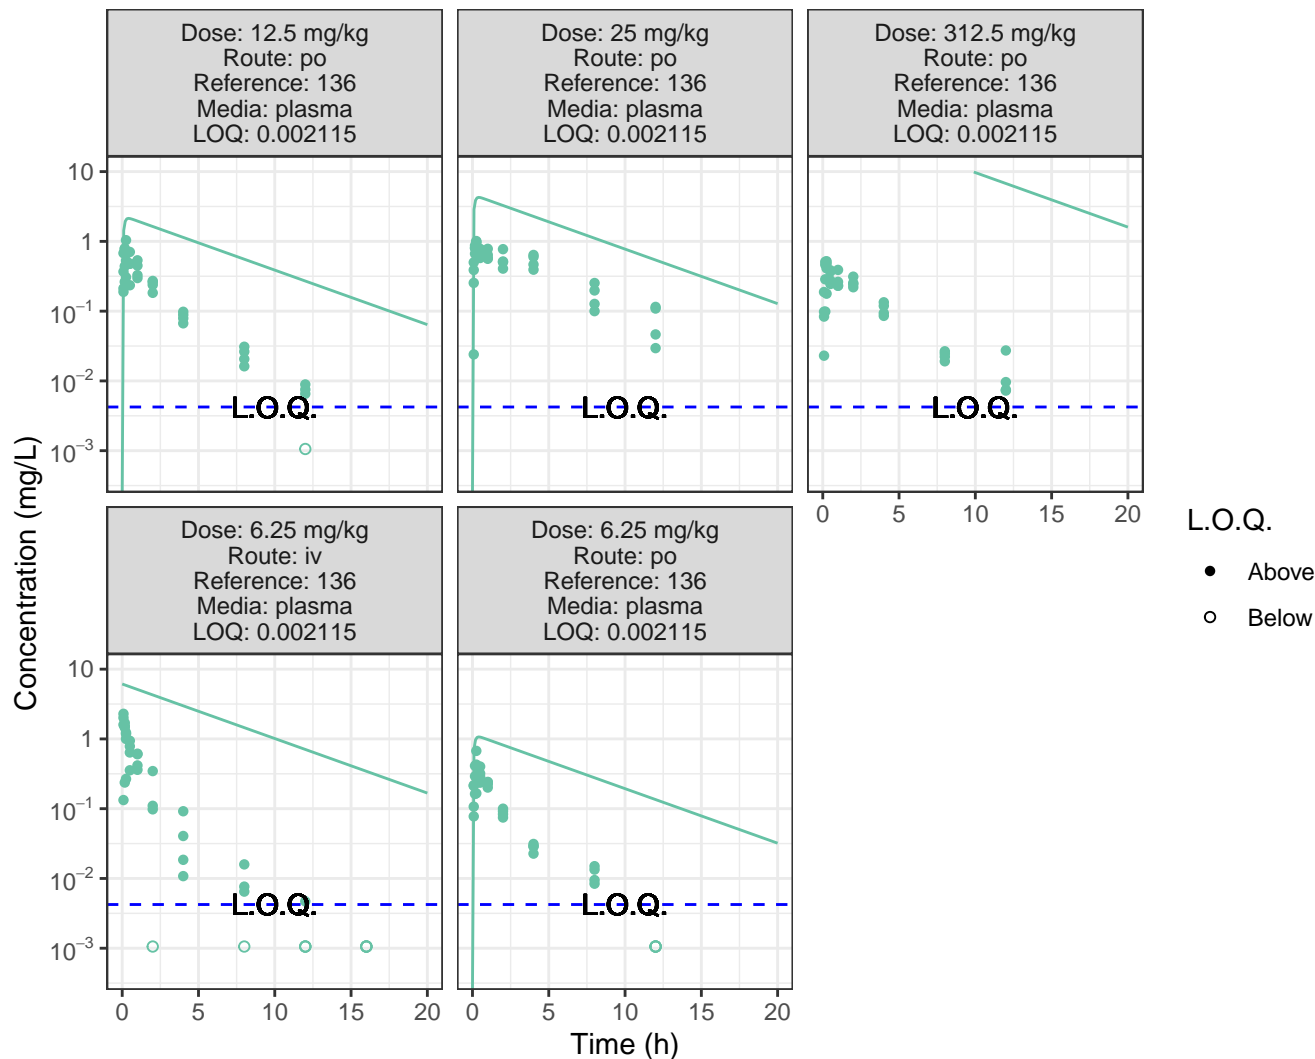 Dose: 12.5 mg/kg
Route: po
Reference: 136
Media: plasma
LOQ: 0.002115
Dose: 25 mg/kg
Route: po
Reference: 136
Media: plasma
LOQ: 0.002115
Dose: 312.5 mg/kg
Route: po
Reference: 136
Media: plasma
LOQ: 0.002115
10
1
10⁻¹
10⁻²
10⁻³
L.O.Q.
L.O.Q.
L.O.Q.
0 5 10 15 20
Dose: 6.25 mg/kg
Route: iv
Reference: 136
Media: plasma
LOQ: 0.002115
Dose: 6.25 mg/kg
Route: po
Reference: 136
Media: plasma
LOQ: 0.002115
10
1
10⁻¹
10⁻²
10⁻³
L.O.Q.
L.O.Q.
0 5 10 15 20
0 5 10 15 20
Time (h)
Concentration (mg/L)
L.O.Q.
Above
Below